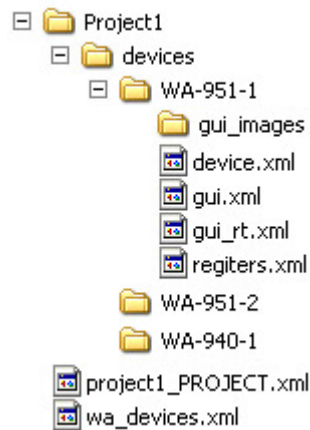 Project1
devices
WA-951-1
gui_images
device.xml
gui.xml
gui_rt.xml
regiters.xml
WA-951-2
WA-940-1
project1_PROJECT.xml
wa_devices.xml